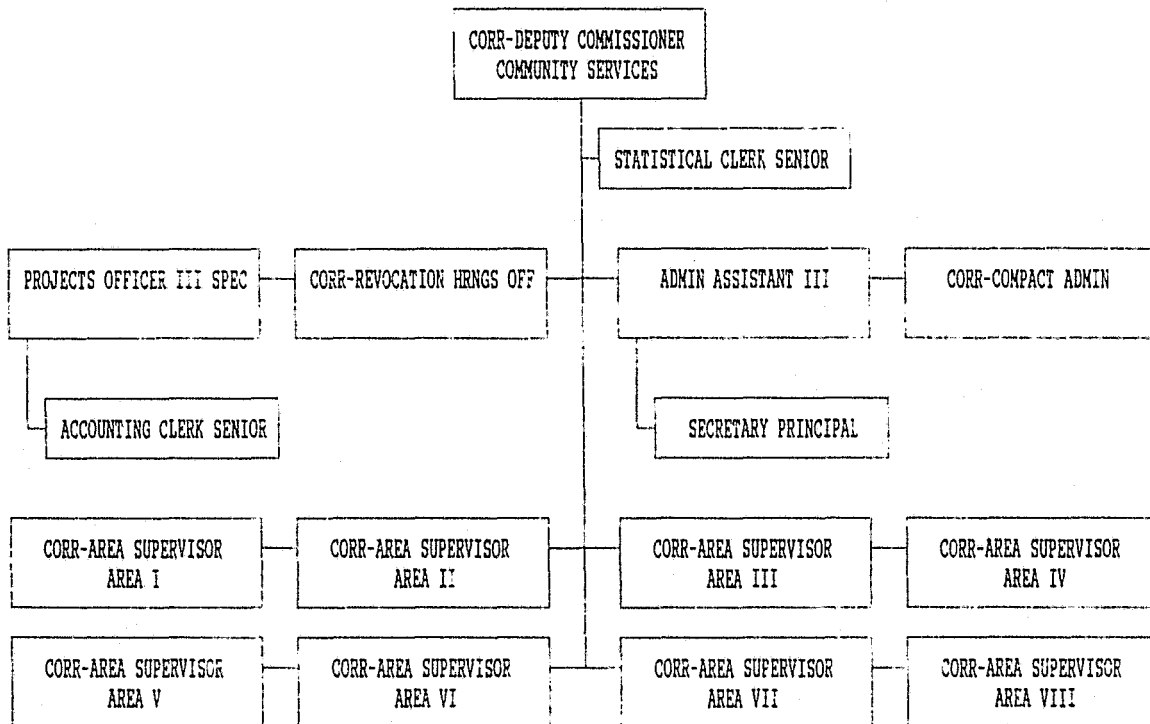 CORR-DEPUTY COMMISSIONER
COMMUNITY SERVICES
STATISTICAL CLERK SENIOR
PROJECTS OFFICER III SPEC
CORR-REVOCATION HRNGS OFF
ADMIN ASSISTANT III
CORR-COMPACT ADMIN
ACCOUNTING CLERK SENIOR
SECRETARY PRINCIPAL
CORR-AREA SUPERVISOR
AREA I
CORR-AREA SUPERVISOR
AREA II
CORR-AREA SUPERVISOR
AREA III
CORR-AREA SUPERVISOR
AREA IV
CORR-AREA SUPERVISOR
AREA V
CORR-AREA SUPERVISOR
AREA VI
CORR-AREA SUPERVISOR
AREA VII
CORR-AREA SUPERVISOR
AREA VIII